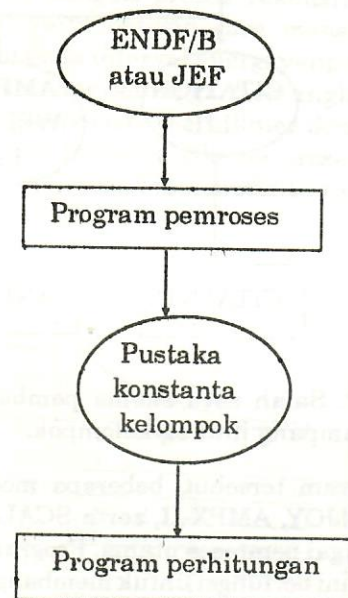 ENDF/B
atau JEF
Program pemroses
Pustaka
konstanta
kelompok
Program perhitungan